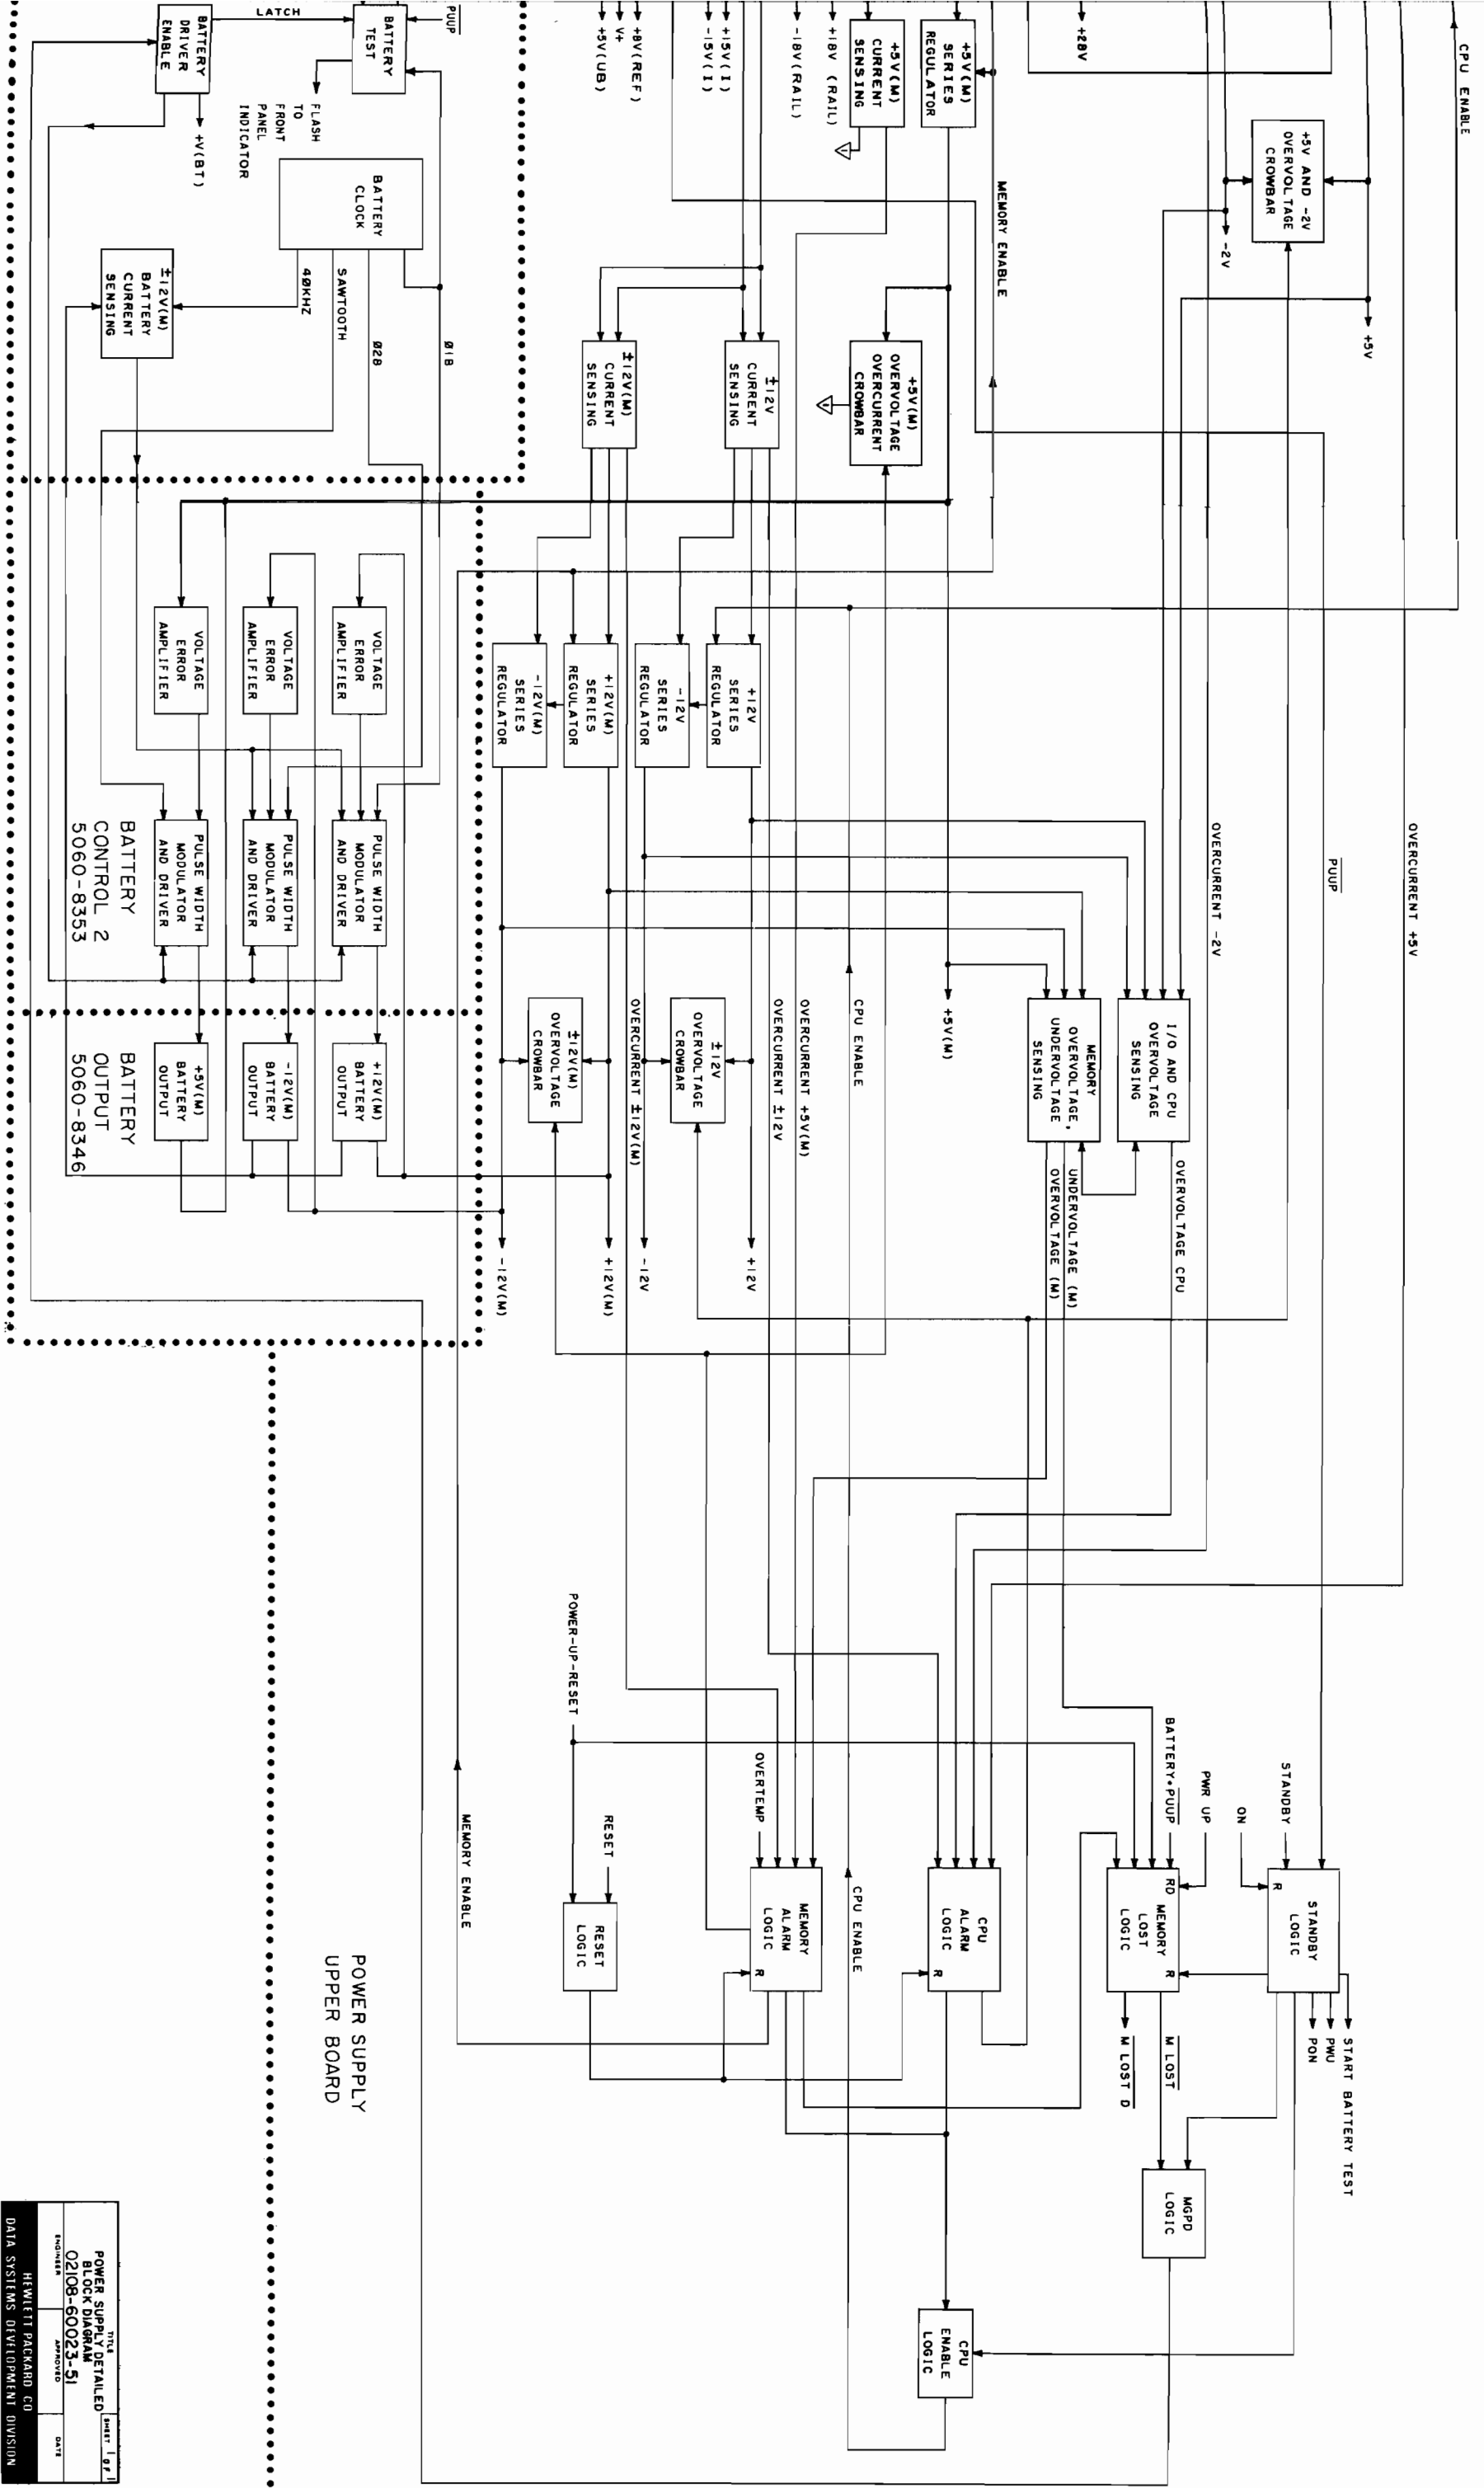 CPU ENABLE
+5V AND -2V
OVERVOLTAGE
CROWBAR
+5V
-2V
+28V
OVERCURRENT +5V
PUUP
OVERCURRENT -2V
+5V(M)
SERIES
REGULATOR
+5V(M)
CURRENT
SENSING
+18V (RAIL)
-18V(RAIL)
+15V(I)
-15V(I)
+8V(REF)
V+
+5V(UB)
MEMORY ENABLE
+5V(M)
OVERVOLTAGE
OVERCURRENT
CROWBAR
±12V
CURRENT
SENSING
±12V(M)
CURRENT
SENSING
PUUP
BATTERY
TEST
LATCH
BATTERY
DRIVER
ENABLE
FLASH
TO
FRONT
PANEL
INDICATOR
+V(BT)
BATTERY
CLOCK
Ø1B
Ø2B
SAWTOOTH
4ØKHZ
±12V(M)
BATTERY
CURRENT
SENSING
+12V
SERIES
REGULATOR
-12V
SERIES
REGULATOR
+12V(M)
SERIES
REGULATOR
-12V(M)
SERIES
REGULATOR
VOLTAGE
ERROR
AMPLIFIER
VOLTAGE
ERROR
AMPLIFIER
VOLTAGE
ERROR
AMPLIFIER
PULSE WIDTH
MODULATOR
AND DRIVER
PULSE WIDTH
MODULATOR
AND DRIVER
PULSE WIDTH
MODULATOR
AND DRIVER
BATTERY
CONTROL 2
5060-8353
I/O AND CPU
OVERVOLTAGE
SENSING
MEMORY
OVERVOLTAGE,
UNDERVOLTAGE
SENSING
+5V(M)
CPU ENABLE
OVERCURRENT +5V(M)
OVERCURRENT ±12V
±12V
OVERVOLTAGE
CROWBAR
OVERCURRENT ±12V(M)
±12V(M)
OVERVOLTAGE
CROWBAR
+12V(M)
BATTERY
OUTPUT
-12V(M)
BATTERY
OUTPUT
+5V(M)
BATTERY
OUTPUT
BATTERY
OUTPUT
5060-8346
OVERVOLTAGE CPU
UNDERVOLTAGE (M)
OVERVOLTAGE (M)
+12V
-12V
+12V(M)
-12V(M)
POWER-UP-RESET
STANDBY
ON
PWR UP
BATTERY•PUUP
OVERTEMP
RESET
MEMORY ENABLE
R
STANDBY
LOGIC
RD
MEMORY
LOST
LOGIC
R
CPU
ALARM
LOGIC
R
CPU ENABLE
MEMORY
ALARM
LOGIC
R
RESET
LOGIC
START BATTERY TEST
PWU
PON
M LOST
M LOST D
MGPD
LOGIC
CPU
ENABLE
LOGIC
POWER SUPPLY
UPPER BOARD
TITLE
POWER SUPPLY DETAILED
BLOCK DIAGRAM
SHEET 1 OF 1
02108-60023-51
ENGINEER
APPROVED
DATE
HEWLETT PACKARD CO
DATA SYSTEMS DEVELOPMENT DIVISION